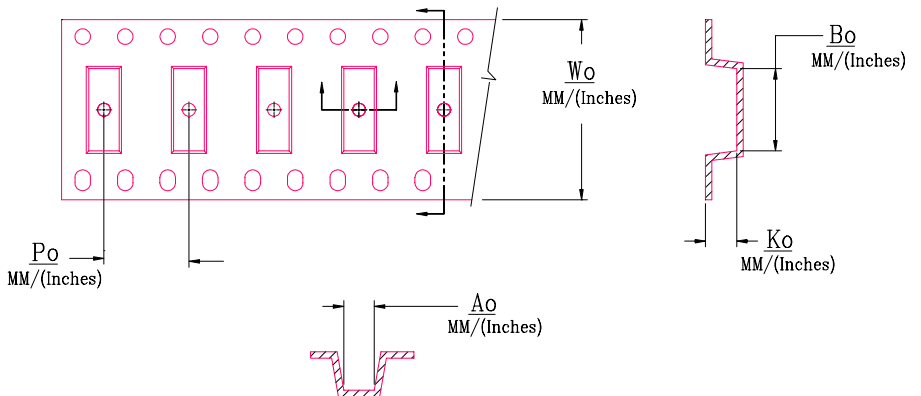 Wo
MM/(Inches)
Bo
MM/(Inches)
Po
MM/(Inches)
Ko
MM/(Inches)
Ao
MM/(Inches)